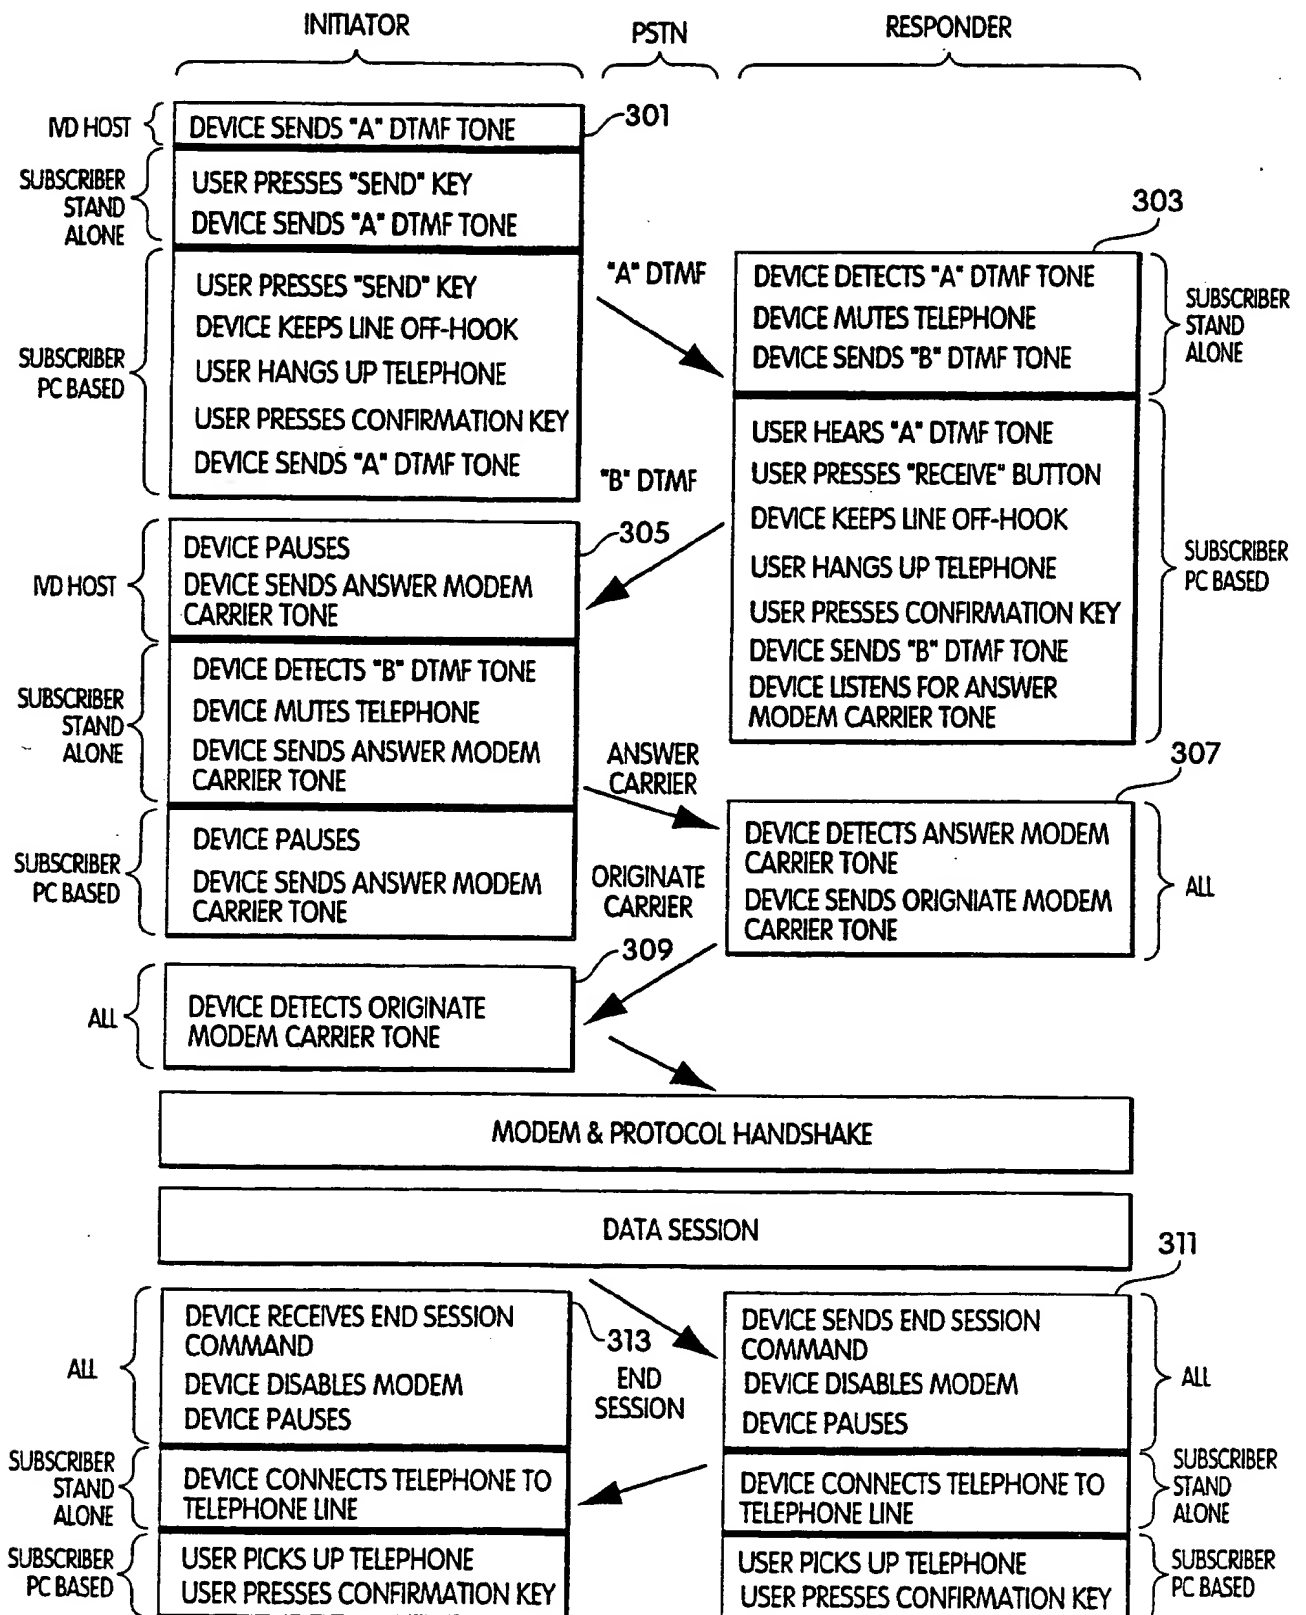 INITIATOR
PSTN
RESPONDER
IVD HOST
DEVICE SENDS "A" DTMF TONE
301
SUBSCRIBER
STAND
ALONE
USER PRESSES "SEND" KEY
DEVICE SENDS "A" DTMF TONE
SUBSCRIBER
PC BASED
USER PRESSES "SEND" KEY
DEVICE KEEPS LINE OFF-HOOK
USER HANGS UP TELEPHONE
USER PRESSES CONFIRMATION KEY
DEVICE SENDS "A" DTMF TONE
"A" DTMF
303
DEVICE DETECTS "A" DTMF TONE
DEVICE MUTES TELEPHONE
DEVICE SENDS "B" DTMF TONE
SUBSCRIBER
STAND
ALONE
USER HEARS "A" DTMF TONE
USER PRESSES "RECEIVE" BUTTON
DEVICE KEEPS LINE OFF-HOOK
USER HANGS UP TELEPHONE
USER PRESSES CONFIRMATION KEY
DEVICE SENDS "B" DTMF TONE
DEVICE LISTENS FOR ANSWER
MODEM CARRIER TONE
SUBSCRIBER
PC BASED
"B" DTMF
305
IVD HOST
DEVICE PAUSES
DEVICE SENDS ANSWER MODEM
CARRIER TONE
SUBSCRIBER
STAND
ALONE
DEVICE DETECTS "B" DTMF TONE
DEVICE MUTES TELEPHONE
DEVICE SENDS ANSWER MODEM
CARRIER TONE
SUBSCRIBER
PC BASED
DEVICE PAUSES
DEVICE SENDS ANSWER MODEM
CARRIER TONE
ANSWER
CARRIER
307
DEVICE DETECTS ANSWER MODEM
CARRIER TONE
DEVICE SENDS ORIGNIATE MODEM
CARRIER TONE
ALL
ORIGINATE
CARRIER
309
ALL
DEVICE DETECTS ORIGINATE
MODEM CARRIER TONE
MODEM & PROTOCOL HANDSHAKE
DATA SESSION
311
ALL
DEVICE RECEIVES END SESSION
COMMAND
DEVICE DISABLES MODEM
DEVICE PAUSES
313
END
SESSION
DEVICE SENDS END SESSION
COMMAND
DEVICE DISABLES MODEM
DEVICE PAUSES
ALL
SUBSCRIBER
STAND
ALONE
DEVICE CONNECTS TELEPHONE TO
TELEPHONE LINE
DEVICE CONNECTS TELEPHONE TO
TELEPHONE LINE
SUBSCRIBER
STAND
ALONE
SUBSCRIBER
PC BASED
USER PICKS UP TELEPHONE
USER PRESSES CONFIRMATION KEY
USER PICKS UP TELEPHONE
USER PRESSES CONFIRMATION KEY
SUBSCRIBER
PC BASED